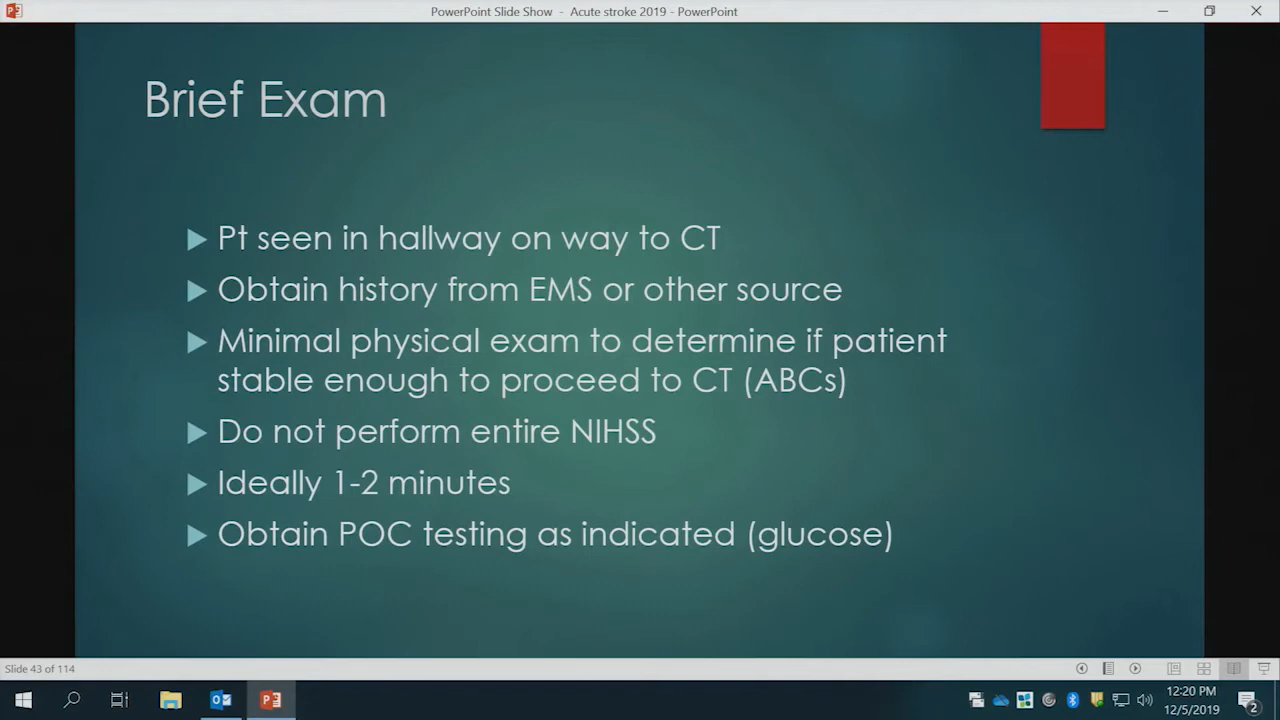 PowerPoint Slide Show - Acute stroke 2019 - PowerPoint
Brief Exam
Pt seen in hallway on way to CT
Obtain history from EMS or other source
Minimal physical exam to determine if patient
stable enough to proceed to CT (ABCs)
Do not perform entire NIHSS
Ideally 1-2 minutes
Obtain POC testing as indicated (glucose)
Slide 43 of 114
12:20 PM
12/5/2019
2